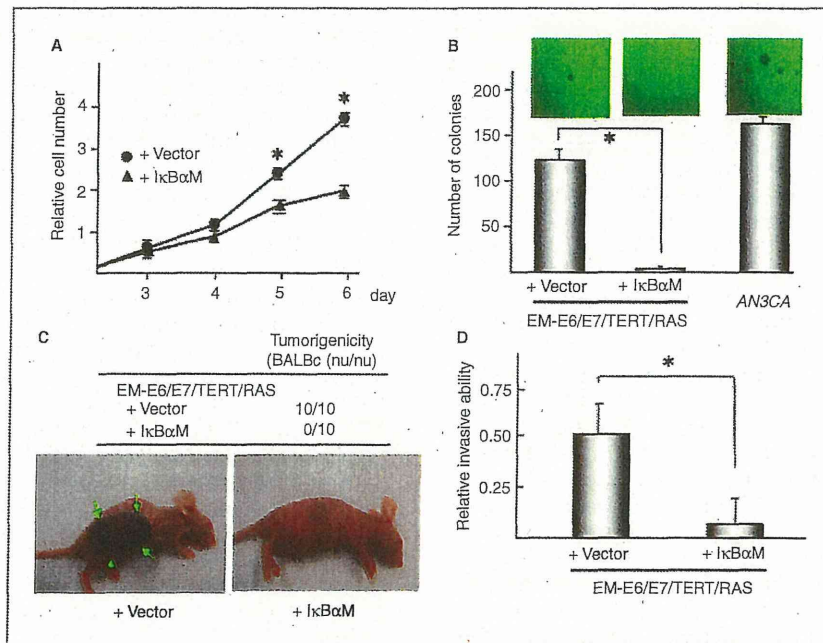 A
Relative cell number
4
3
2
1
+ Vector
+ IκBαM
*
*
3 4 5 6 day
B
Number of colonies
200
150
100
50
*
+ Vector + IκBαM
EM-E6/E7/TERT/RAS
AN3CA
C
Tumorigenicity
(BALBc (nu/nu)
EM-E6/E7/TERT/RAS
+ Vector 10/10
+ IκBαM 0/10
+ Vector + IκBαM
D
Relative invasive ability
0.75
0.50
0.25
*
+ Vector + IκBαM
EM-E6/E7/TERT/RAS